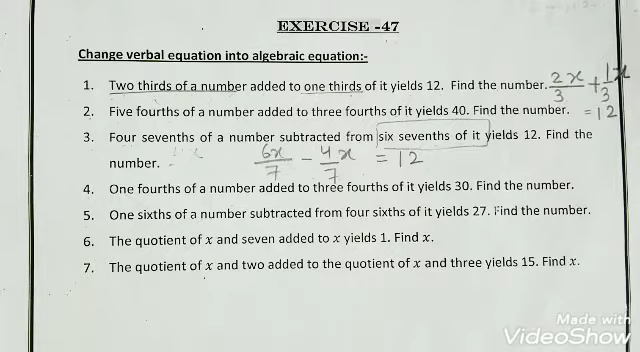 EXERCISE -47
Change verbal equation into algebraic equation:-
1. Two thirds of a number added to one thirds of it yields 12. Find the number. 2x/3 + 1x/3
= 12
2. Five fourths of a number added to three fourths of it yields 40. Find the number.
3. Four sevenths of a number subtracted from six sevenths of it yields 12. Find the
number. 6x/7 - 4x/7 = 12
4. One fourths of a number added to three fourths of it yields 30. Find the number.
5. One sixths of a number subtracted from four sixths of it yields 27. Find the number.
6. The quotient of x and seven added to x yields 1. Find x.
7. The quotient of x and two added to the quotient of x and three yields 15. Find x.
Made with
VideoShow